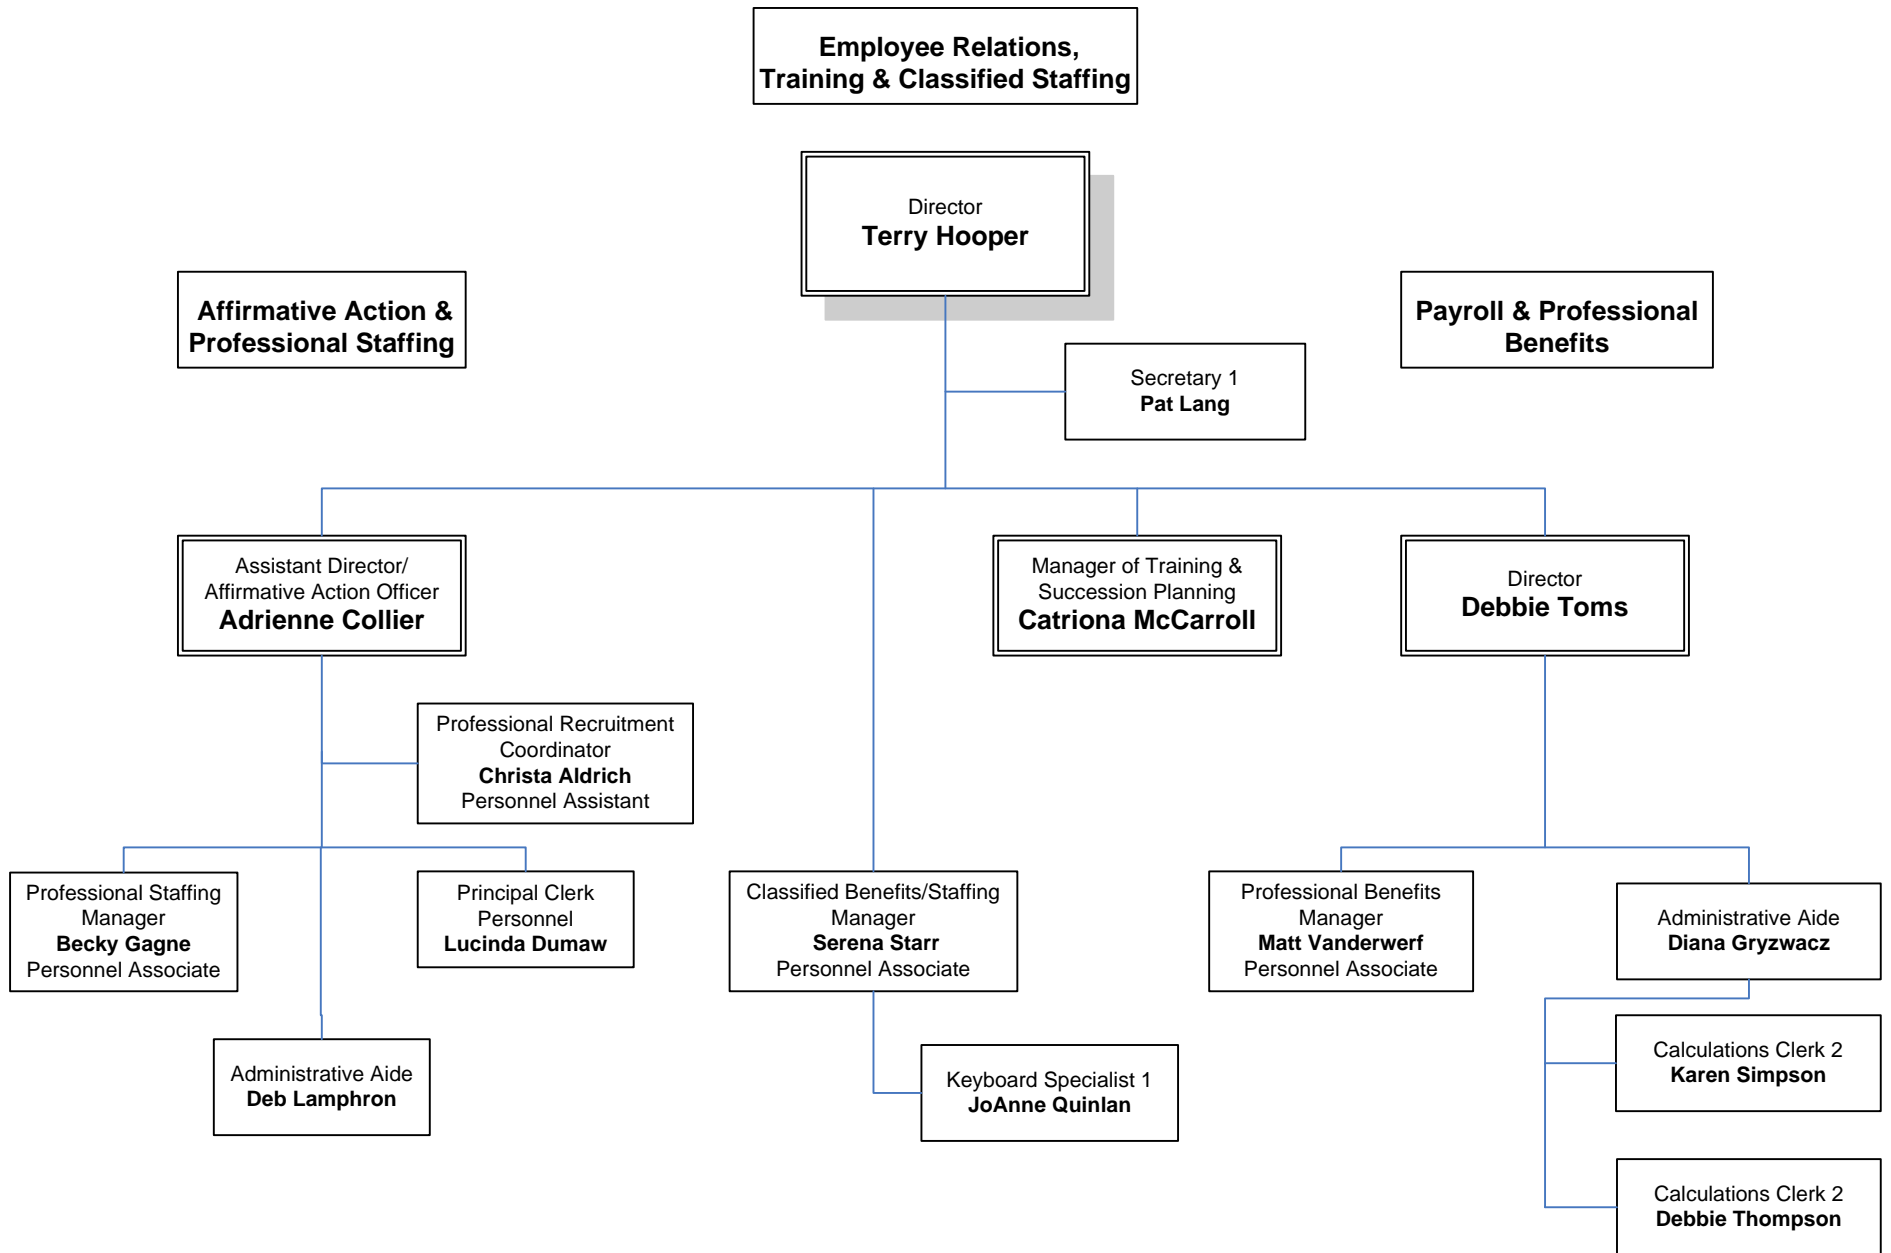 Employee Relations,
Training & Classified Staffing
Director
Terry Hooper
Affirmative Action &
Professional Staffing
Payroll & Professional
Benefits
Secretary 1
Pat Lang
Assistant Director/
Affirmative Action Officer
Adrienne Collier
Manager of Training &
Succession Planning
Catriona McCarroll
Director
Debbie Toms
Professional Recruitment
Coordinator
Christa Aldrich
Personnel Assistant
Professional Staffing
Manager
Becky Gagne
Personnel Associate
Principal Clerk
Personnel
Lucinda Dumaw
Classified Benefits/Staffing
Manager
Serena Starr
Personnel Associate
Professional Benefits
Manager
Matt Vanderwerf
Personnel Associate
Administrative Aide
Diana Gryzwacz
Administrative Aide
Deb Lamphron
Keyboard Specialist 1
JoAnne Quinlan
Calculations Clerk 2
Karen Simpson
Calculations Clerk 2
Debbie Thompson